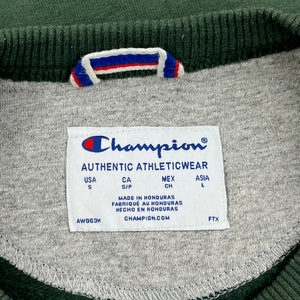 Champion
AUTHENTIC ATHLETICWEAR
USA CA MEX ASIA
S S/P CH L
MADE IN HONDURAS
FABRIQUÉ AU HONDURAS
HECHO EN HONDURAS
AW963H CHAMPION.COM FTX